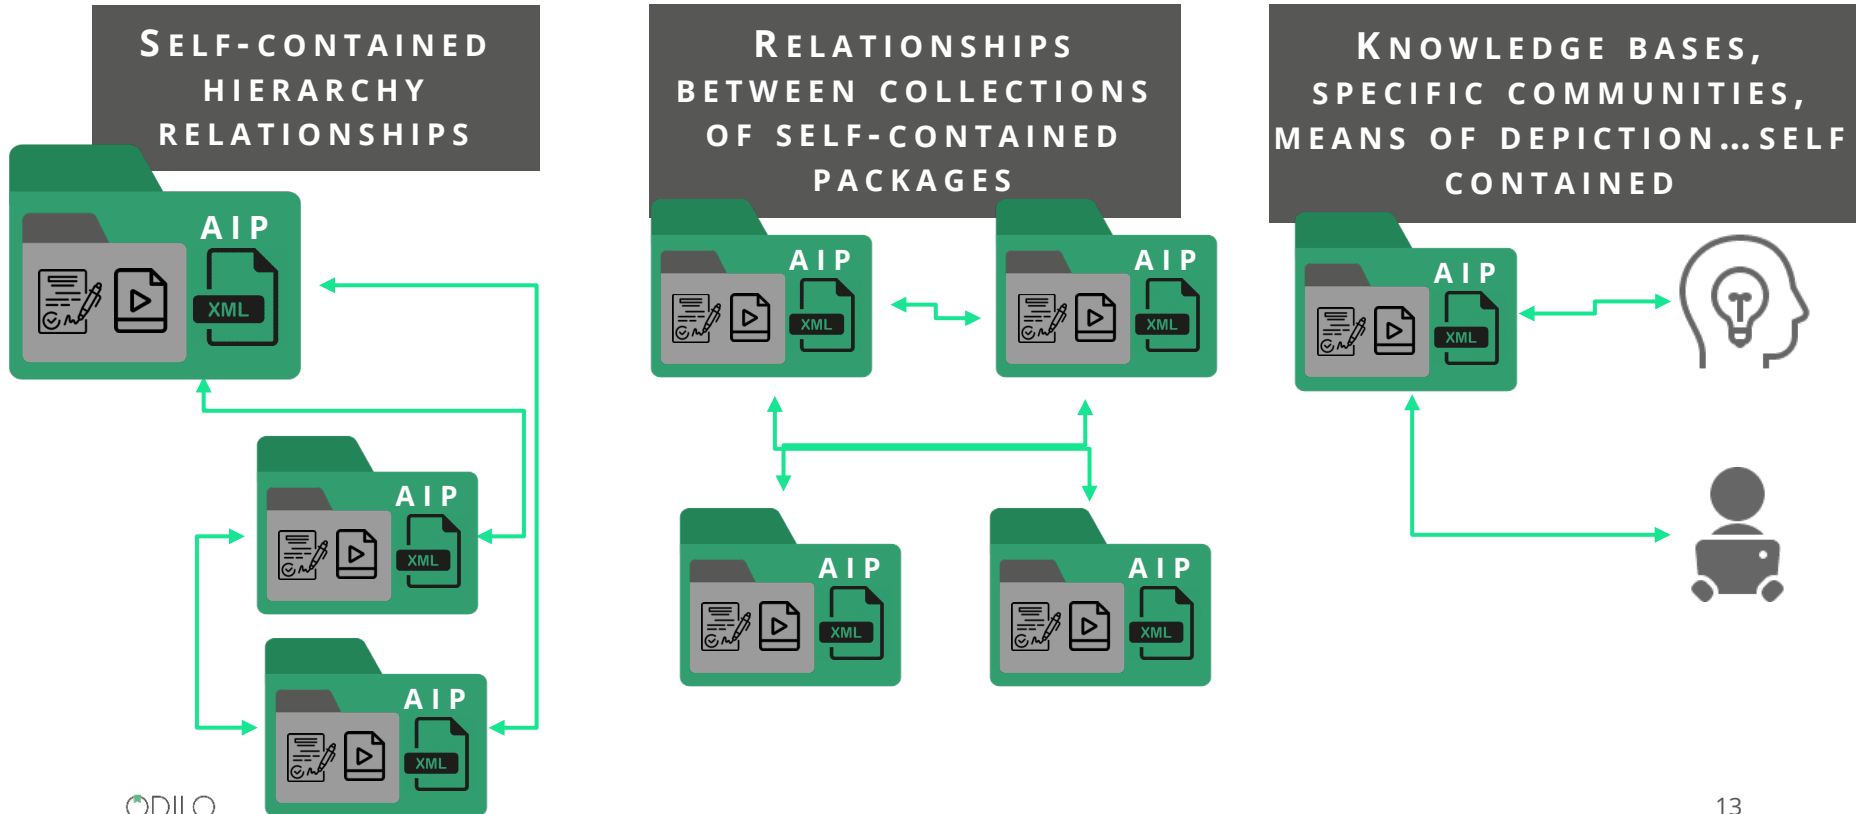 SELF-CONTAINED
HIERARCHY
RELATIONSHIPS
AIP
XML
AIP
XML
AIP
XML
RELATIONSHIPS
BETWEEN COLLECTIONS
OF SELF-CONTAINED
PACKAGES
AIP
XML
AIP
XML
AIP
XML
AIP
XML
KNOWLEDGE BASES,
SPECIFIC COMMUNITIES,
MEANS OF DEPICTION...SELF
CONTAINED
AIP
XML
ODILO
13